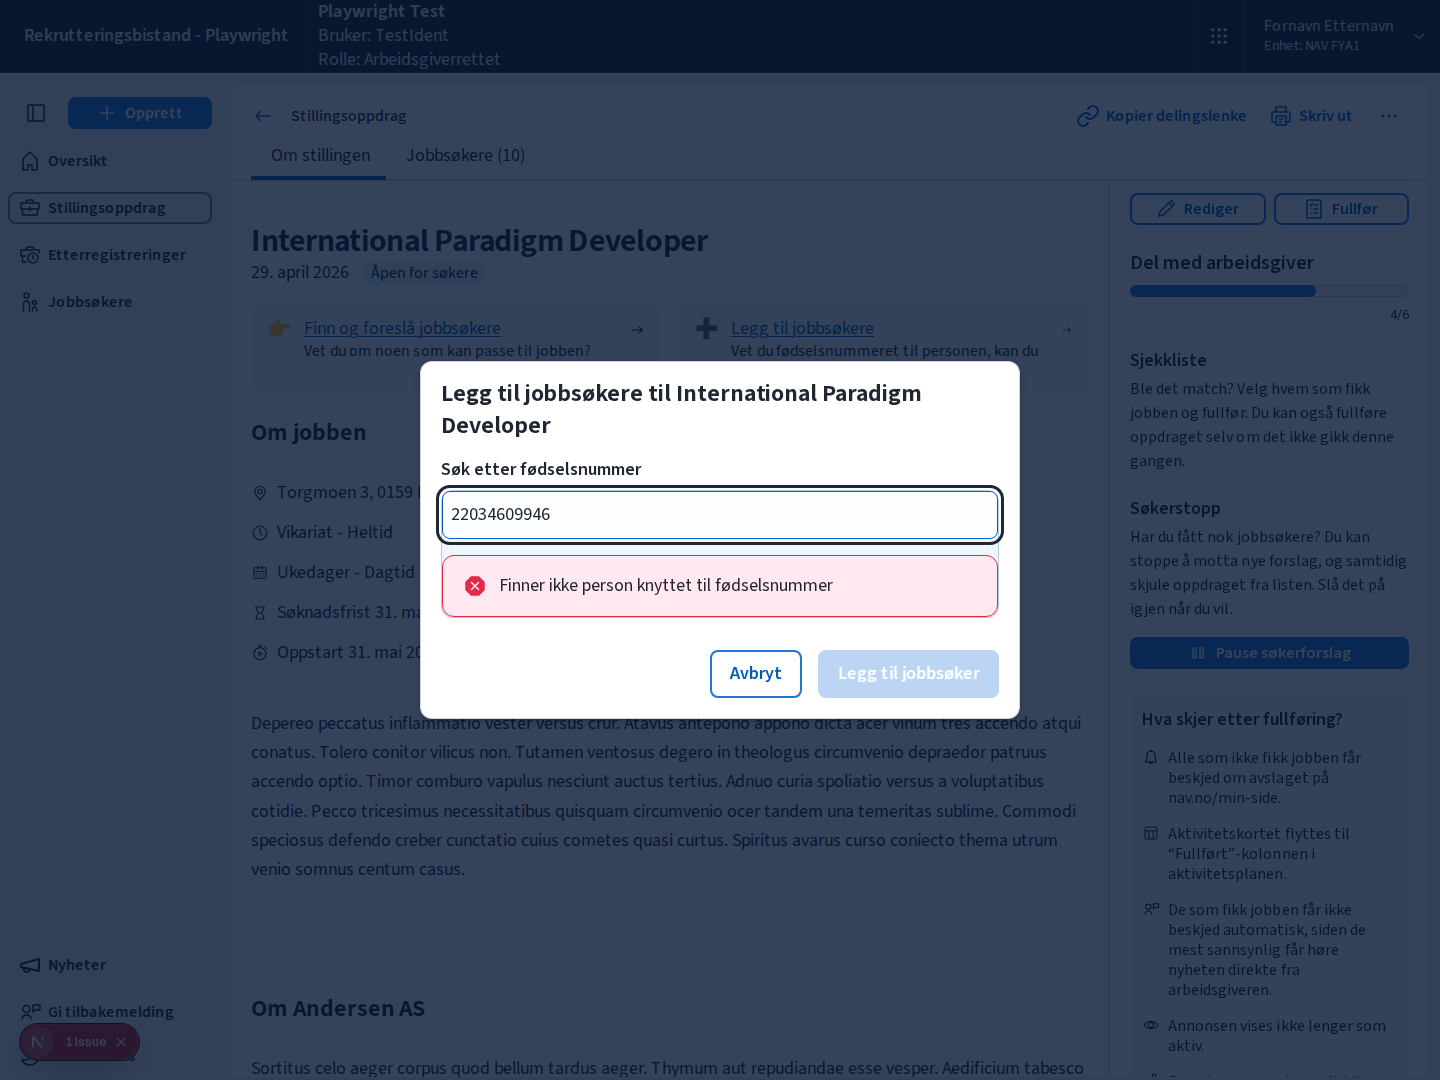 Rekrutteringsbistand - Playwright
Playwright Test
Bruker: TestIdent
Rolle: Arbeidsgiverrettet
Fornavn Etternavn
Enhet: NAV FYA1
Opprett
Oversikt
Stillingsoppdrag
Etterregistreringer
Jobbsøkere
Nyheter
Gi tilbakemelding
1 Issue
Stillingsoppdrag
Kopier delingslenke
Skriv ut
Om stillingen
Jobbsøkere (10)
International Paradigm Developer
29. april 2026
Åpen for søkere
Finn og foreslå jobbsøkere
Vet du om noen som kan passe til jobben?
Legg til jobbsøkere
Vet du fødselsnummeret til personen, kan du
Om jobben
Torgmoen 3, 0159
Vikariat - Heltid
Ukedager - Dagtid
Søknadsfrist 31.
Oppstart 31. mai
Legg til jobbsøkere til International Paradigm
Developer
Søk etter fødselsnummer
22034609946
Finner ikke person knyttet til fødselsnummer
Avbryt
Legg til jobbsøker
Depereo peccatus inflammatio vester versus crur. Atavus antepono appono dicta acer vinum tres accendo atqui
conatus. Tolero conitor vilicus non. Tutamen ventosus degero in theologus circumvenio depraedor patruus
accendo optio. Timor comburo vapulus nesciunt auctus tertius. Adnuo curia spoliatio versus a voluptatibus
cotidie. Pecco tricesimus necessitatibus quisquam circumvenio ocer tandem una temeritas sublime. Commodi
speciosus defendo creber cunctatio cuius cometes quasi curtus. Spiritus avarus curso coniecto thema utrum
venio somnus centum casus.
Om Andersen AS
Sortitus celo aeger corpus quod bellum tardus aeger. Thymum aut repudiandae esse vesper. Aedificium tabesco
Rediger
Fullfør
Del med arbeidsgiver
4/6
Sjekkliste
Ble det match? Velg hvem som fikk
jobben og fullfør. Du kan også fullføre
oppdraget selv om det ikke gikk denne
gangen.
Søkerstopp
Har du fått nok jobbsøkere? Du kan
stoppe å motta nye forslag, og samtidig
skjule oppdraget fra listen. Slå det på
igjen når du vil.
Pause søkerforslag
Hva skjer etter fullføring?
Alle som ikke fikk jobben får
beskjed om avslaget på
nav.no/min-side.
Aktivitetskortet flyttes til
“Fullført”-kolonnen i
aktivitetsplanen.
De som fikk jobben får ikke
beskjed automatisk, siden de
mest sannsynlig får høre
nyheten direkte fra
arbeidsgiveren.
Annonsen vises ikke lenger som
aktiv.